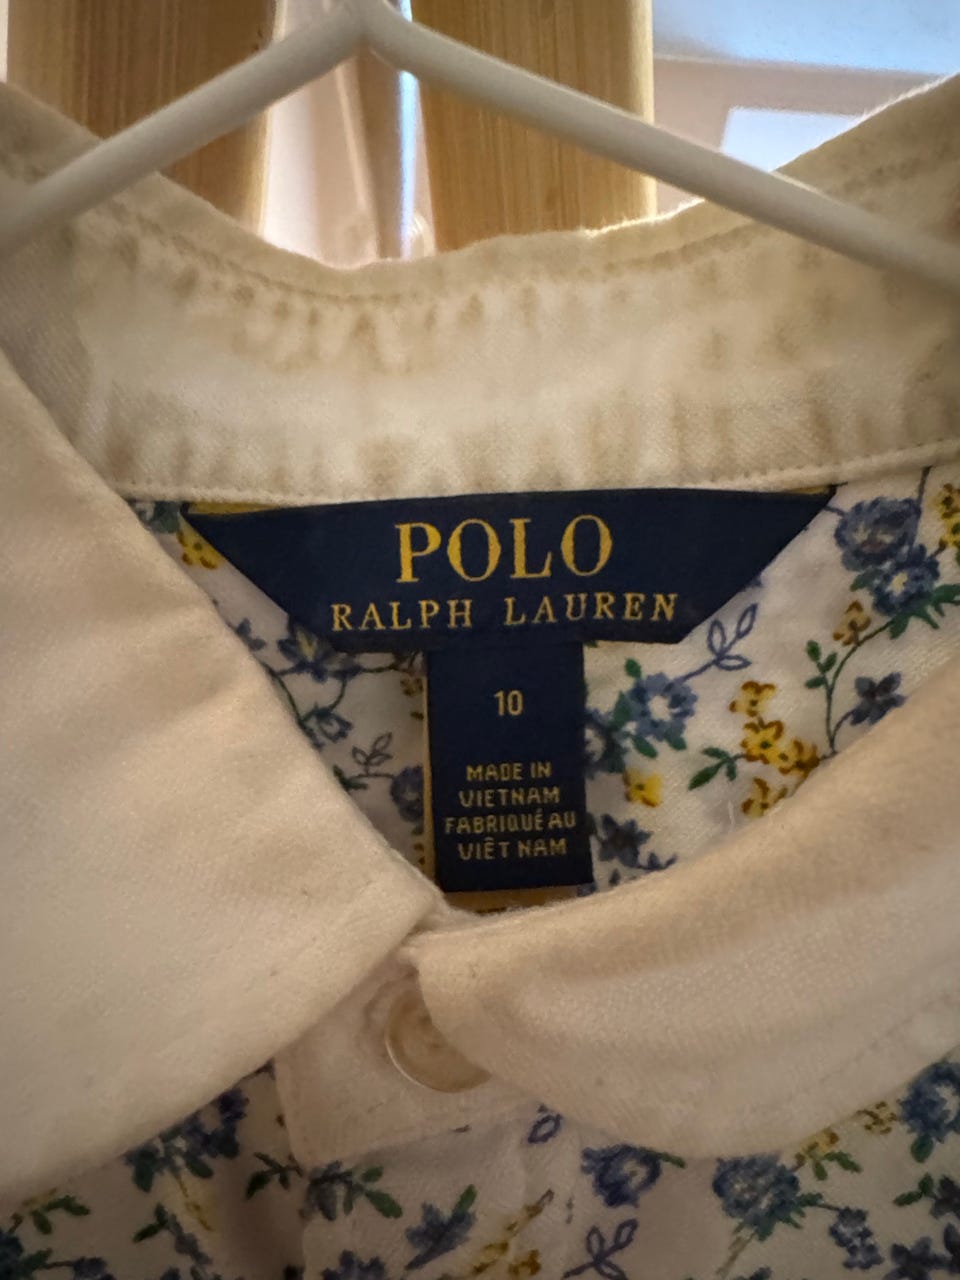 POLO
RALPH LAUREN
10
MADE IN
VIETNAM
FABRIQUÉ AU
VIÊT NAM